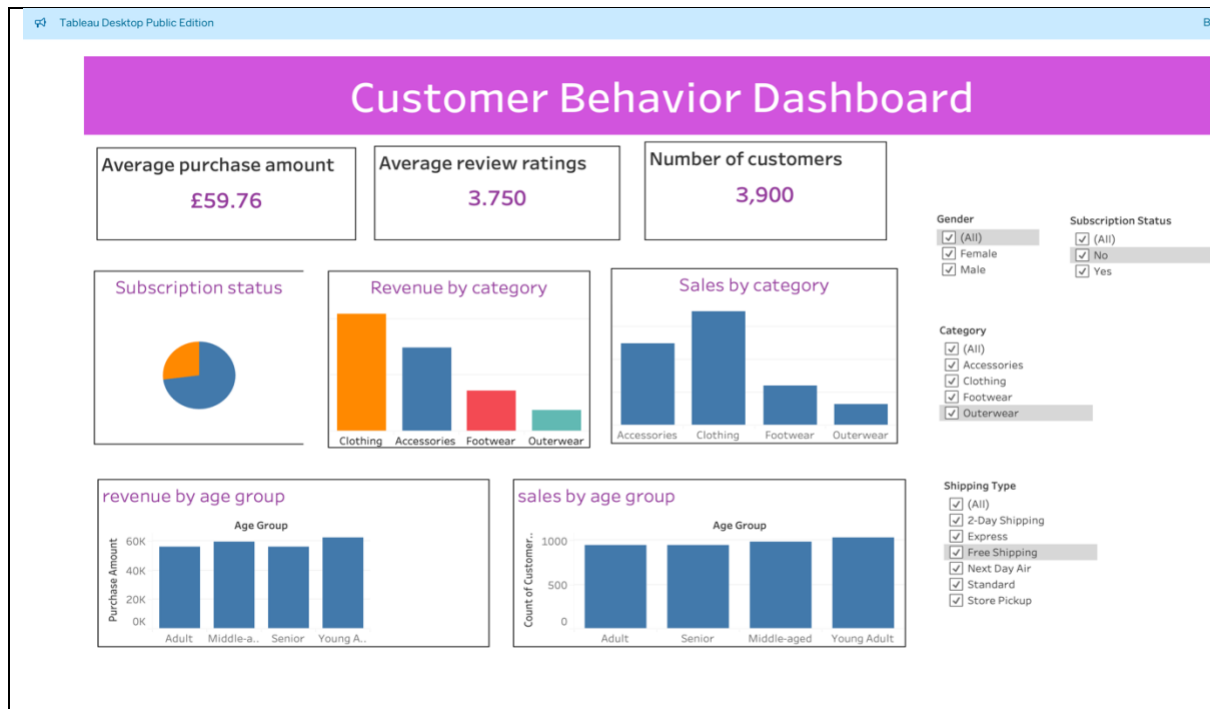 Tableau Desktop Public Edition
B
Customer Behavior Dashboard
Average purchase amount
£59.76
Average review ratings
3.750
Number of customers
3,900
Gender
(All)
Female
Male
Subscription Status
(All)
No
Yes
Subscription status
Revenue by category
Clothing Accessories Footwear Outerwear
Sales by category
Accessories Clothing Footwear Outerwear
Category
(All)
Accessories
Clothing
Footwear
Outerwear
revenue by age group
Age Group
Purchase Amount
60K
40K
20K
0K
Adult Middle-a.. Senior Young A..
sales by age group
Age Group
Count of Customer..
1000
500
0
Adult Senior Middle-aged Young Adult
Shipping Type
(All)
2-Day Shipping
Express
Free Shipping
Next Day Air
Standard
Store Pickup